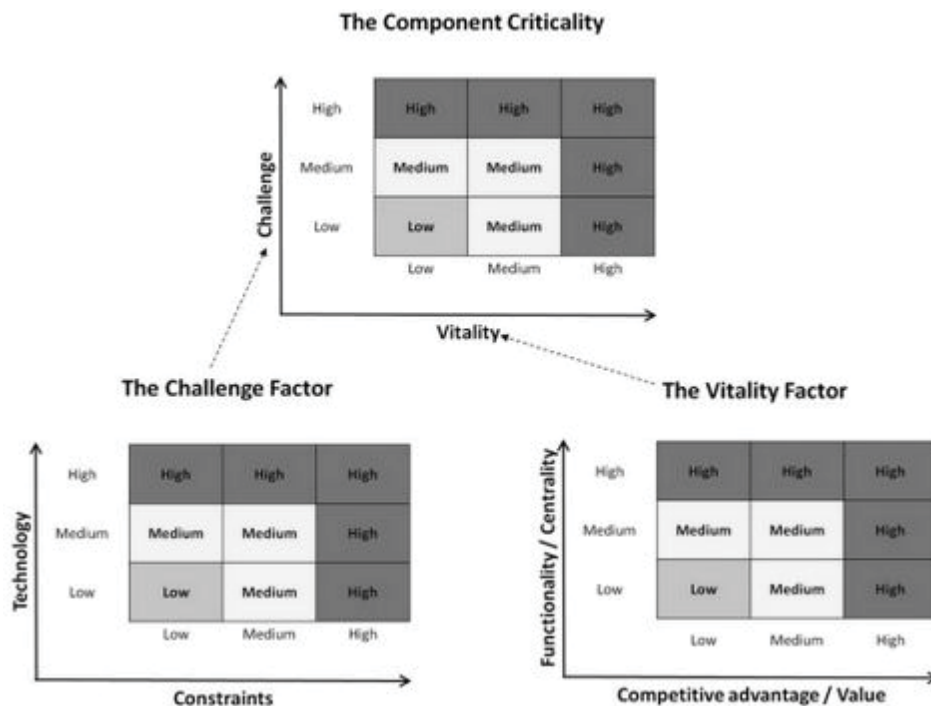 The Component Criticality
Challenge
High High High High
Medium Medium Medium High
Low Low Medium High
Low Medium High
Vitality
The Challenge Factor
Technology
High High High High
Medium Medium Medium High
Low Low Medium High
Low Medium High
Constraints
The Vitality Factor
Functionality / Centrality
High High High High
Medium Medium Medium High
Low Low Medium High
Low Medium High
Competitive advantage / Value